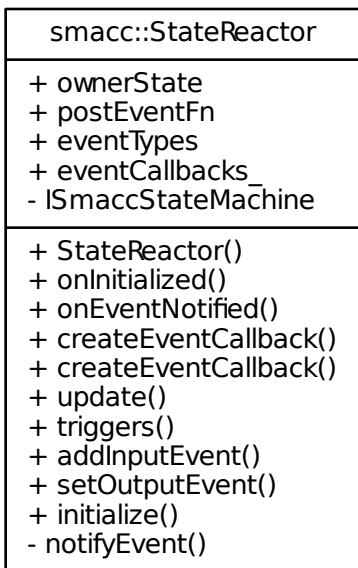 smacc::StateReactor
+ ownerState
+ postEventFn
+ eventTypes
+ eventCallbacks_
- ISmaccStateMachine
+ StateReactor()
+ onInitialized()
+ onEventNotified()
+ createEventCallback()
+ createEventCallback()
+ update()
+ triggers()
+ addInputEvent()
+ setOutputEvent()
+ initialize()
- notifyEvent()